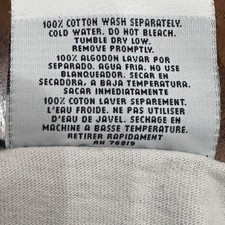 100% COTTON WASH SEPARATELY.
COLD WATER. DO NOT BLEACH.
TUMBLE DRY LOW.
REMOVE PROMPTLY.
100% ALGODON LAVAR POR
SEPARADO. AGUA FRIA. NO USE
BLANQUEADOR. SECAR EN
SECADORA, A BAJA TEMPERATURA.
SACAR INMEDIATAMENTE
100% COTON LAVER SEPAREMENT.
L'EAU FROIDE. NE PAS UTILISER
D'EAU DE JAVEL. SECHAGE EN
MACHINE A BASSE TEMPERATURE.
RETIRER RAPIDAMENT
RN 76819